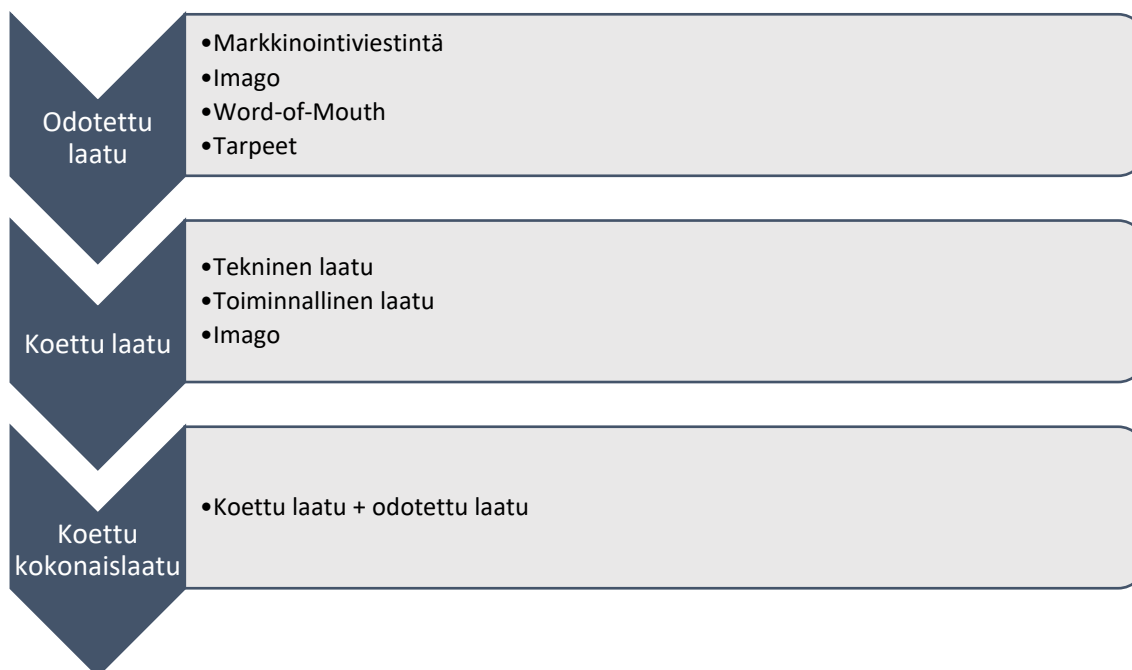 Odotettu
laatu
•Markkinointiviestintä
•Imago
•Word-of-Mouth
•Tarpeet
Koettu laatu
•Tekninen laatu
•Toiminnallinen laatu
•Imago
Koettu
kokonaislaatu
•Koettu laatu + odotettu laatu